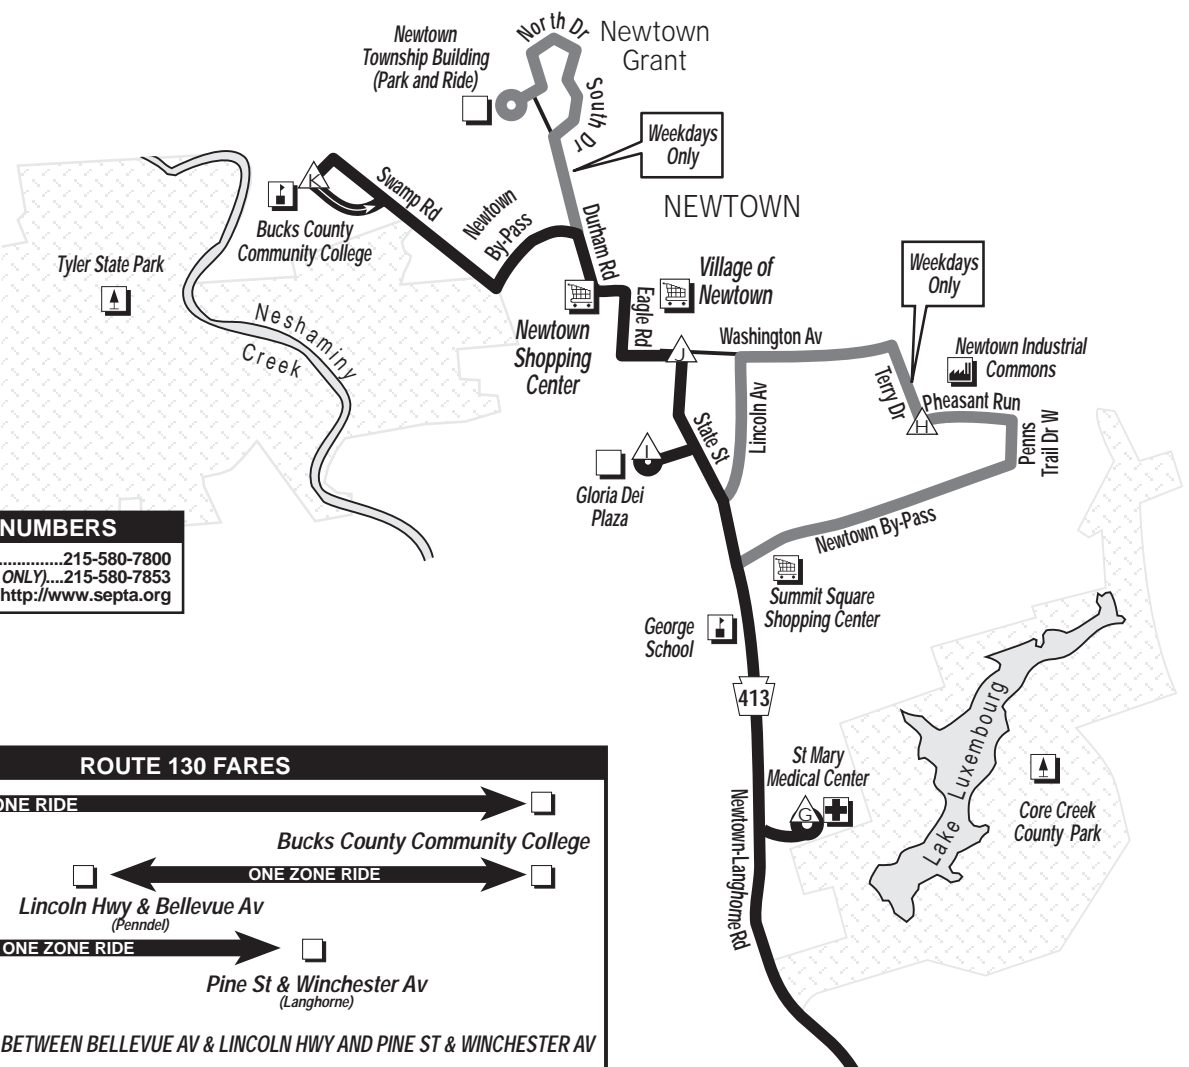 North Dr
Newtown
Grant
Newtown
Township Building
(Park and Ride)
South Dr
Weekdays
Only
NEWTOWN
K
Swamp Rd
Newtown
By-Pass
Durham Rd
Bucks County
Community College
Tyler State Park
Neshaminy
Creek
Village of
Newtown
Eagle Rd
Newtown
Shopping
Center
Weekdays
Only
J
Washington Av
Newtown Industrial
Commons
Terry Dr
Pheasant Run
H
Penns
Trail Dr W
Lincoln Av
State St
I
Gloria Dei
Plaza
Newtown By-Pass
NUMBERS
..............215-580-7800
ONLY)....215-580-7853
http://www.septa.org
Summit Square
Shopping Center
George
School
413
St Mary
Medical Center
G
Newtown-Langhorne Rd
Lake Luxembourg
Core Creek
County Park
ROUTE 130 FARES
ONE RIDE
Bucks County Community College
ONE ZONE RIDE
Lincoln Hwy & Bellevue Av
(Penndel)
ONE ZONE RIDE
Pine St & Winchester Av
(Langhorne)
BETWEEN BELLEVUE AV & LINCOLN HWY AND PINE ST & WINCHESTER AV